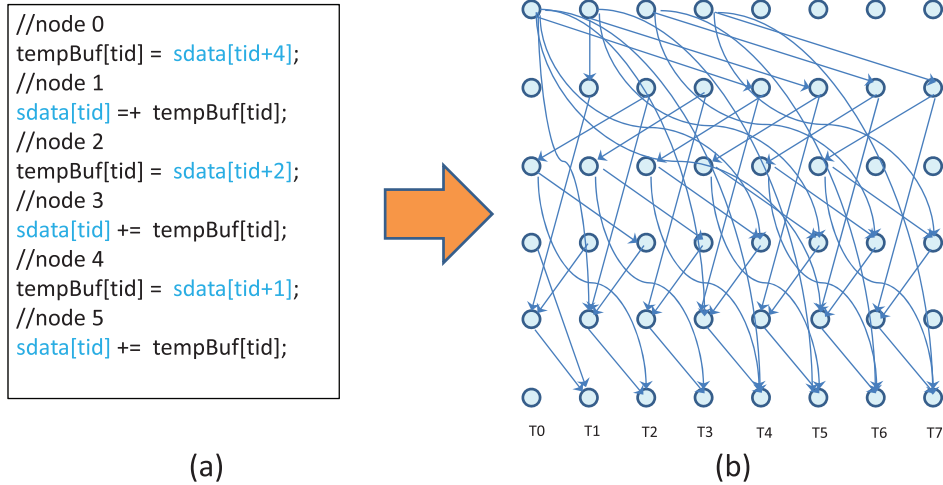 //node 0
tempBuf[tid] = sdata[tid+4];
//node 1
sdata[tid] =+ tempBuf[tid];
//node 2
tempBuf[tid] = sdata[tid+2];
//node 3
sdata[tid] += tempBuf[tid];
//node 4
tempBuf[tid] = sdata[tid+1];
//node 5
sdata[tid] += tempBuf[tid];
T0 T1 T2 T3 T4 T5 T6 T7
(a) (b)